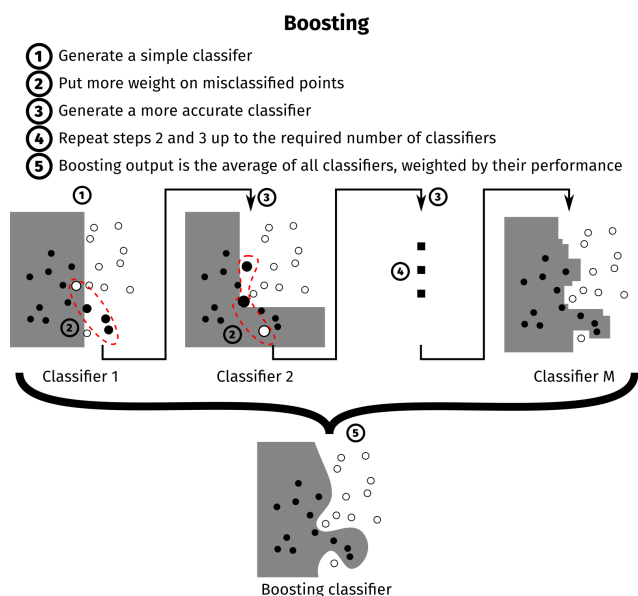 Boosting
1 Generate a simple classifer
2 Put more weight on misclassified points
3 Generate a more accurate classifier
4 Repeat steps 2 and 3 up to the required number of classifiers
5 Boosting output is the average of all classifiers, weighted by their performance
1
3
3
4
2
2
Classifier 1
Classifier 2
Classifier M
5
Boosting classifier